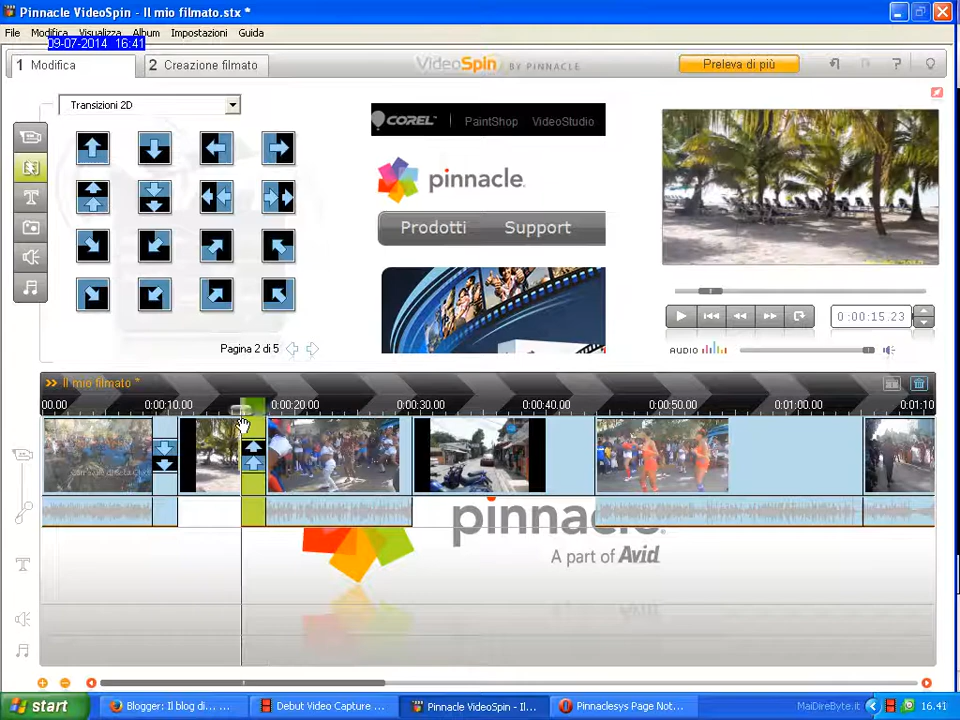 Pinnacle VideoSpin - Il mio filmato.stx *
File Modifica Visualizza Album Impostazioni Guida
09-07-2014 16:41
1 Modifica
2 Creazione filmato
VideoSpin BY PINNACLE
Preleva di più
?
Transizioni 2D
COREL PaintShop VideoStudio
pinnacle.
Prodotti Support
Pagina 2 di 5
0:00:15.23
AUDIO
Il mio filmato *
00.00 0:00:10.00 0:00:20.00 0:00:30.00 0:00:40.00 0:00:50.00 0:01:00.00 0:01:10
T
pinnacle
A part of Avid
start
Blogger: Il blog di...
Debut Video Capture ...
Pinnacle VideoSpin - Il...
Pinnaclesys Page Not...
MaiDireByte.it
16.41